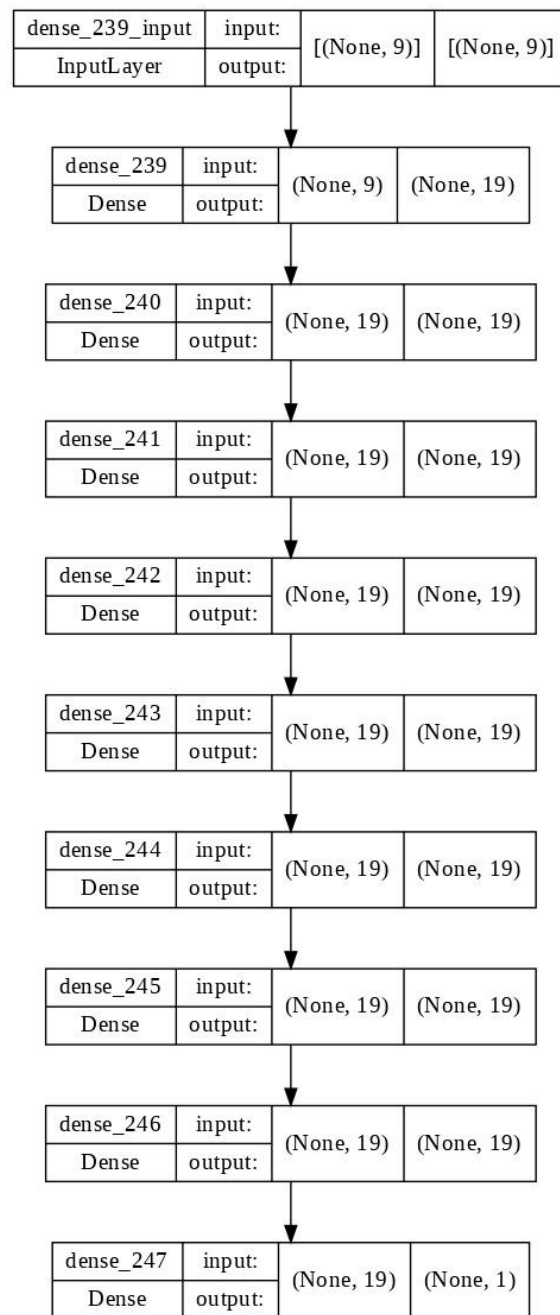 dense_239_input input: [(None, 9)] [(None, 9)]
InputLayer output:
dense_239 input: (None, 9) (None, 19)
Dense output:
dense_240 input: (None, 19) (None, 19)
Dense output:
dense_241 input: (None, 19) (None, 19)
Dense output:
dense_242 input: (None, 19) (None, 19)
Dense output:
dense_243 input: (None, 19) (None, 19)
Dense output:
dense_244 input: (None, 19) (None, 19)
Dense output:
dense_245 input: (None, 19) (None, 19)
Dense output:
dense_246 input: (None, 19) (None, 19)
Dense output:
dense_247 input: (None, 19) (None, 1)
Dense output: